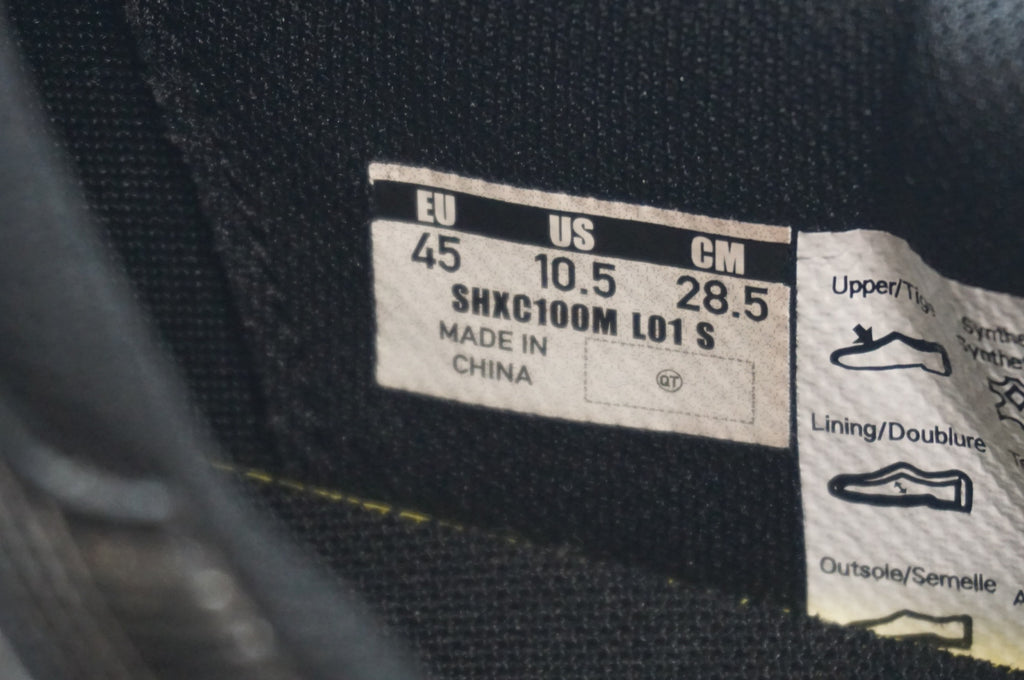 EU US CM
45 10.5 28.5
SHXC100M L01 S
MADE IN
CHINA
QT
Upper/Tige
Lining/Doublure
Outsole/Semelle